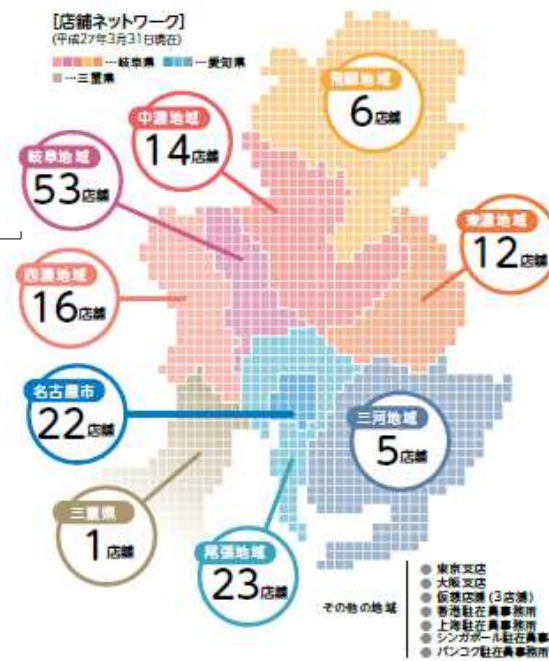 [店舗ネットワーク]
(平成27年3月31日現在)
…岐阜県 …愛知県
…三重県
飛騨地域
6店舗
中濃地域
14店舗
岐阜地域
53店舗
東濃地域
12店舗
西濃地域
16店舗
名古屋市
22店舗
三河地域
5店舗
三重県
1店舗
尾張地域
23店舗
その他の地域
東京支店
大阪支店
仮想店舗(3店舗)
香港駐在員事務所
上海駐在員事務所
シンガポール駐在員事
バンコク駐在員事務所